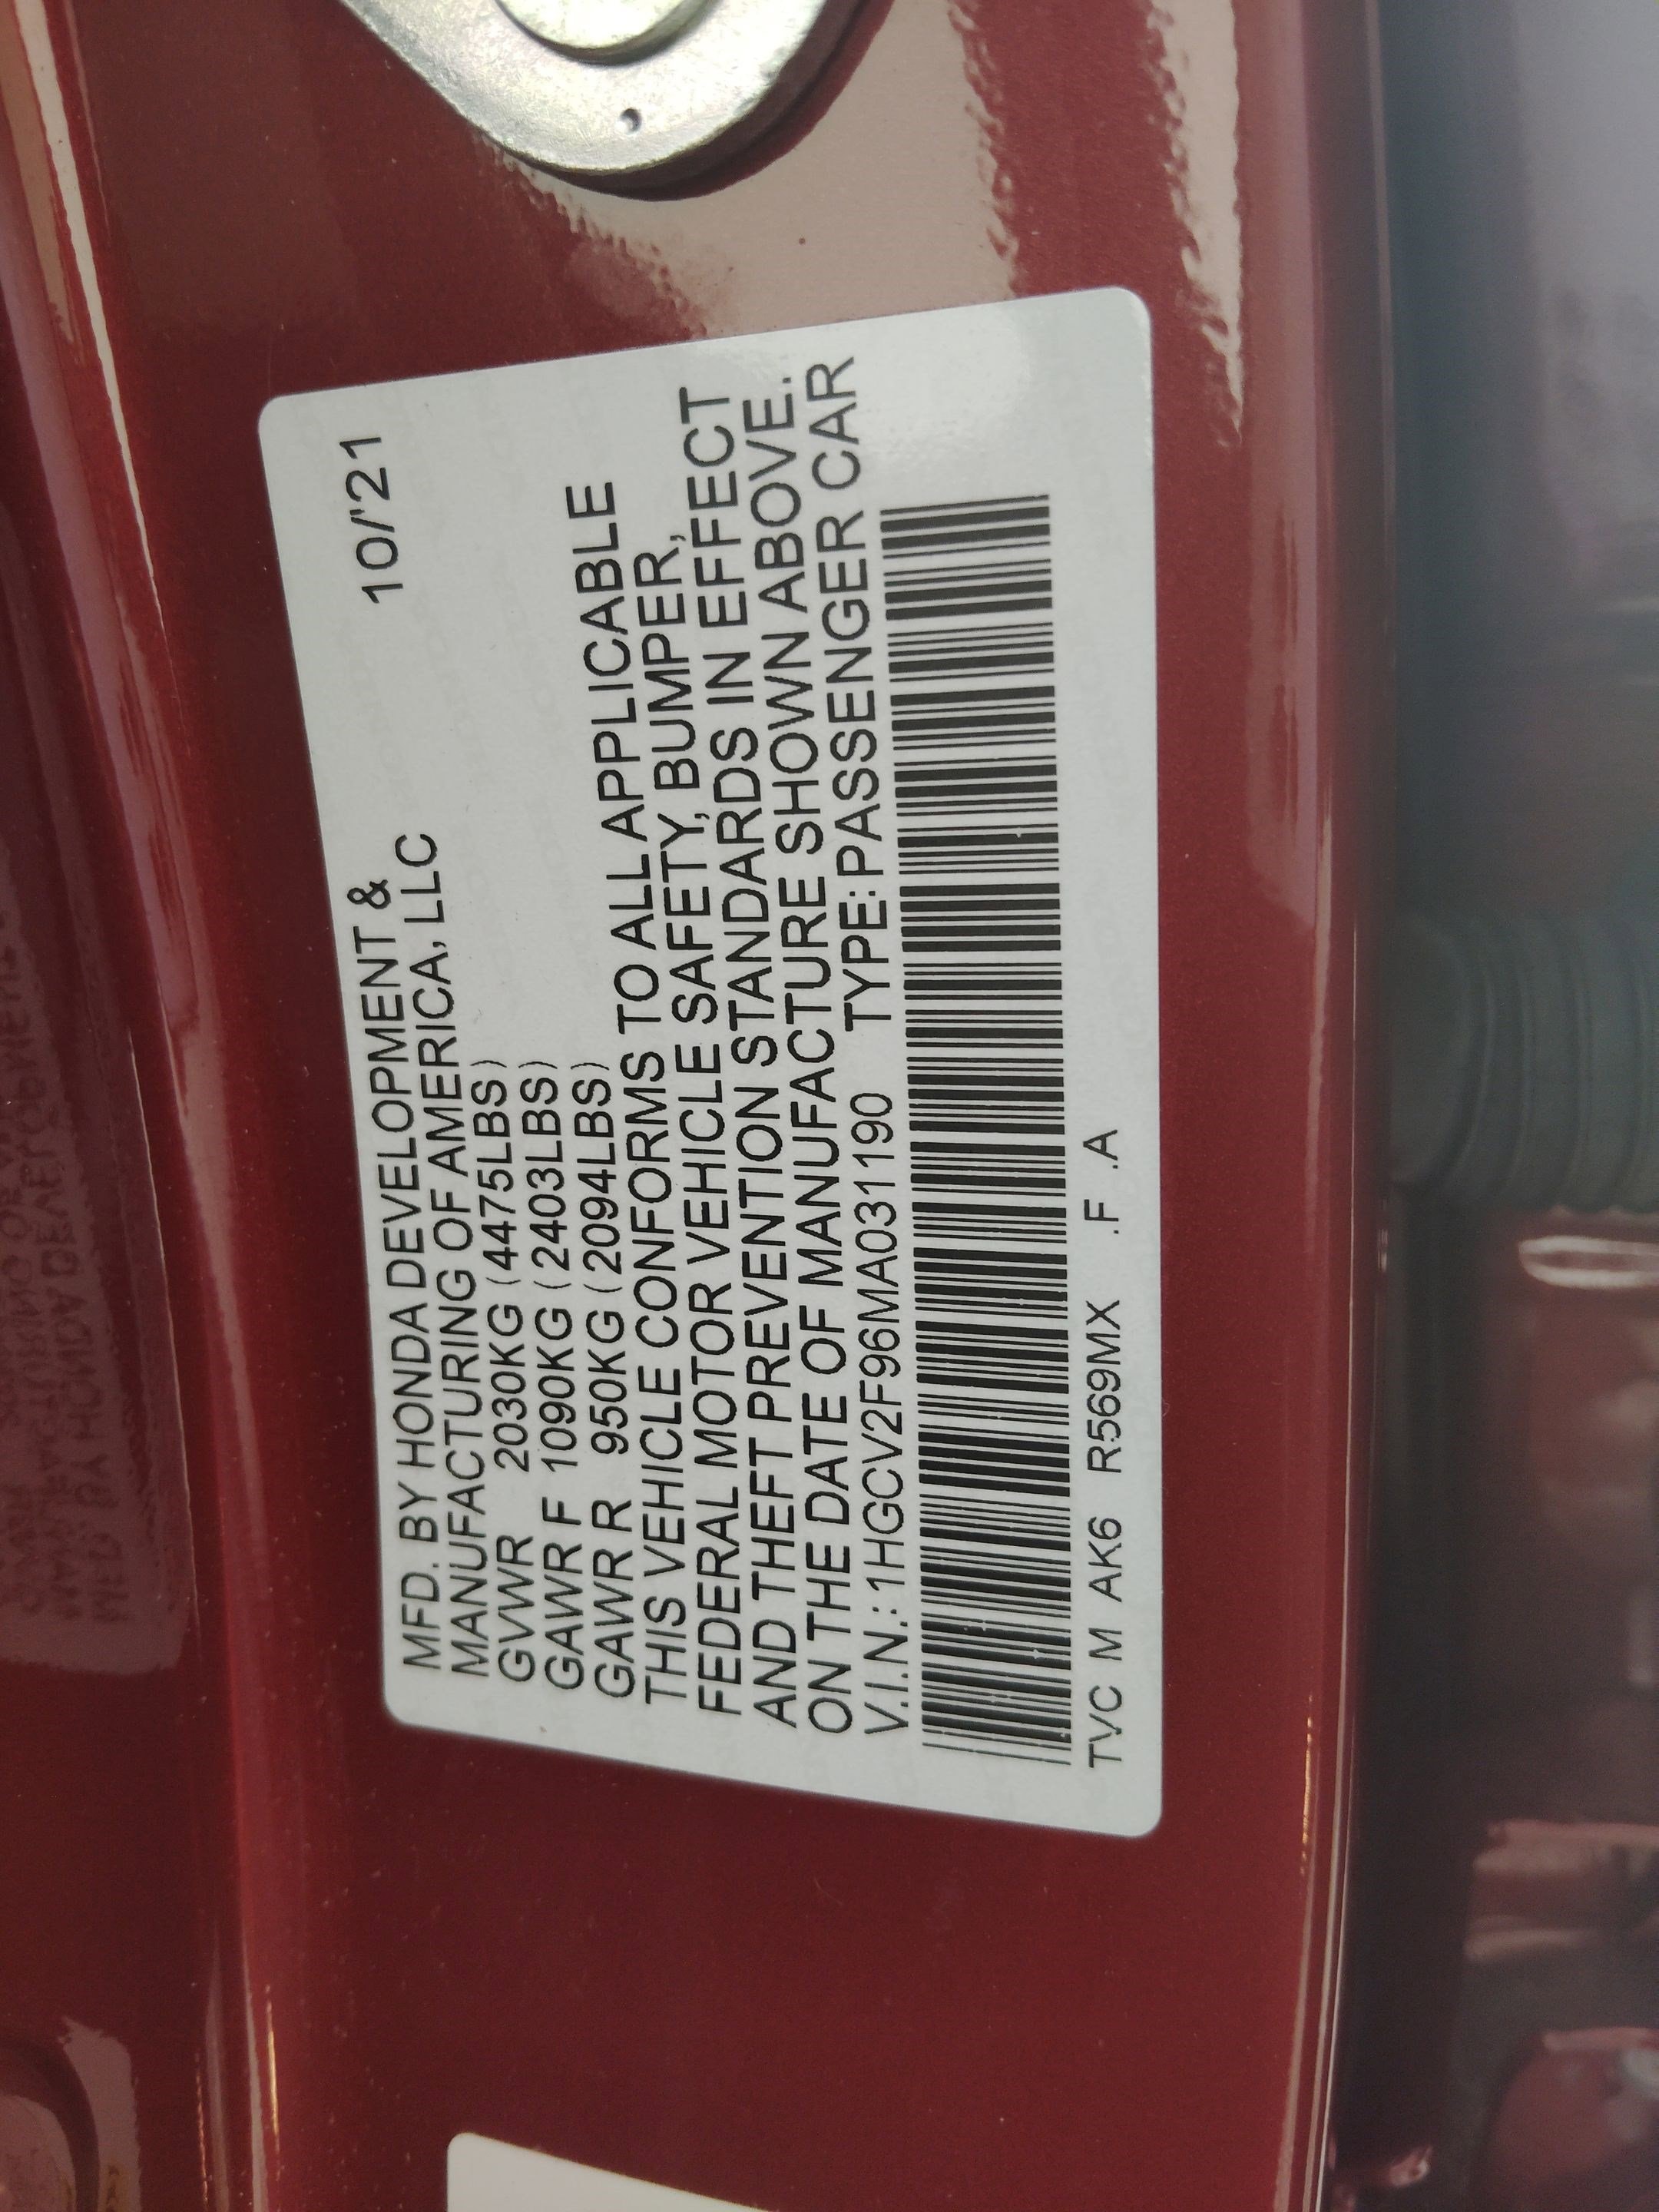 MFD. BY HONDA DEVELOPMENT & 10/'21
MANUFACTURING OF AMERICA, LLC
GVWR 2030KG (4475LBS)
GAWR F 1090KG (2403LBS)
GAWR R 950KG (2094LBS)
THIS VEHICLE CONFORMS TO ALL APPLICABLE
FEDERAL MOTOR VEHICLE SAFETY, BUMPER,
AND THEFT PREVENTION STANDARDS IN EFFECT
ON THE DATE OF MANUFACTURE SHOWN ABOVE.
V.I.N.: 1HGCV2F96MA031190 TYPE:PASSENGER CAR
TVC M AK6 R569MX .F .A